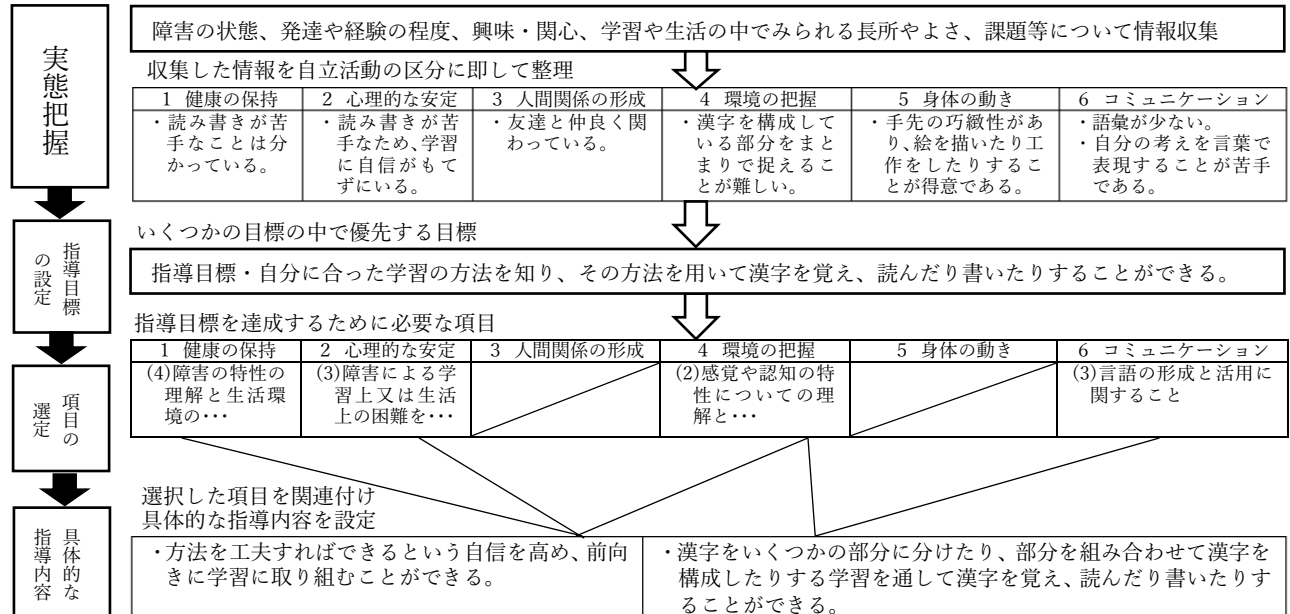 実態把握
障害の状態、発達や経験の程度、興味・関心、学習や生活の中でみられる長所やよさ、課題等について情報収集
収集した情報を自立活動の区分に即して整理
1 健康の保持
・読み書きが苦
手なことは分
かっている。
2 心理的な安定
・読み書きが苦
手なため、学習
に自信がもて
ずにいる。
3 人間関係の形成
・友達と仲良く関
わっている。
4 環境の把握
・漢字を構成して
いる部分をまと
まりで捉えるこ
とが難しい。
5 身体の動き
・手先の巧緻性があ
り、絵を描いたり工
作をしたりするこ
とが得意である。
6 コミュニケーション
・語彙が少ない。
・自分の考えを言葉で
表現することが苦手
である。
指導目標
の設定
いくつかの目標の中で優先する目標
指導目標・自分に合った学習の方法を知り、その方法を用いて漢字を覚え、読んだり書いたりすることができる。
項目の
選定
指導目標を達成するために必要な項目
1 健康の保持
(4)障害の特性の
理解と生活環
境の・・・
2 心理的な安定
(3)障害による学
習上又は生活
上の困難を・・・
3 人間関係の形成
4 環境の把握
(2)感覚や認知の特
性についての理
解と・・・
5 身体の動き
6 コミュニケーション
(3)言語の形成と活用に
関すること
具体的な
指導内容
選択した項目を関連付け
具体的な指導内容を設定
・方法を工夫すればできるという自信を高め、前向
きに学習に取り組むことができる。
・漢字をいくつかの部分に分けたり、部分を組み合わせて漢字を
構成したりする学習を通して漢字を覚え、読んだり書いたりす
ることができる。